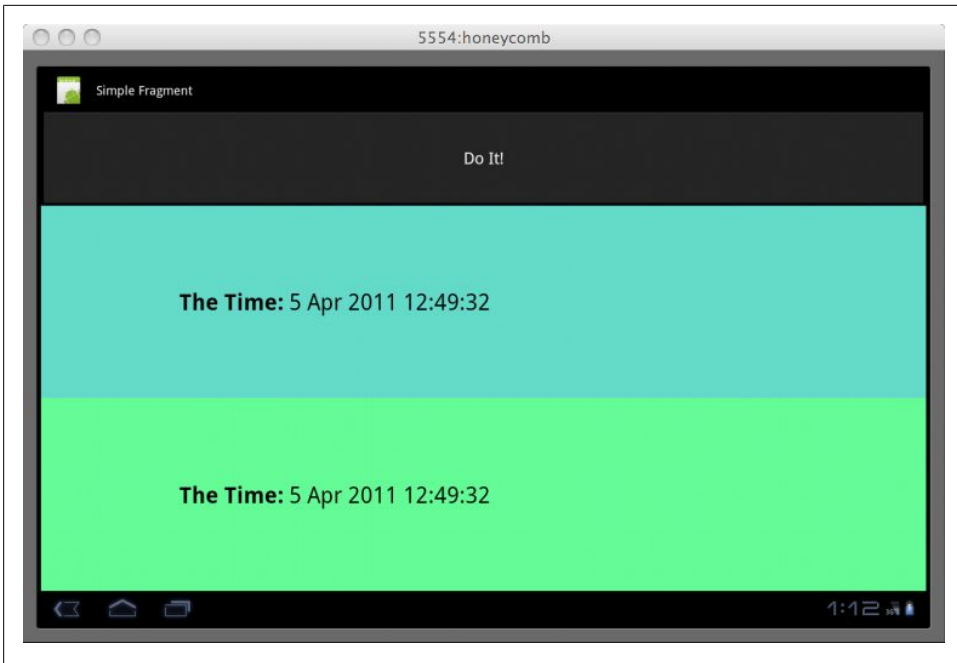 5554:honeycomb
Simple Fragment
Do It!
The Time: 5 Apr 2011 12:49:32
The Time: 5 Apr 2011 12:49:32
1:12